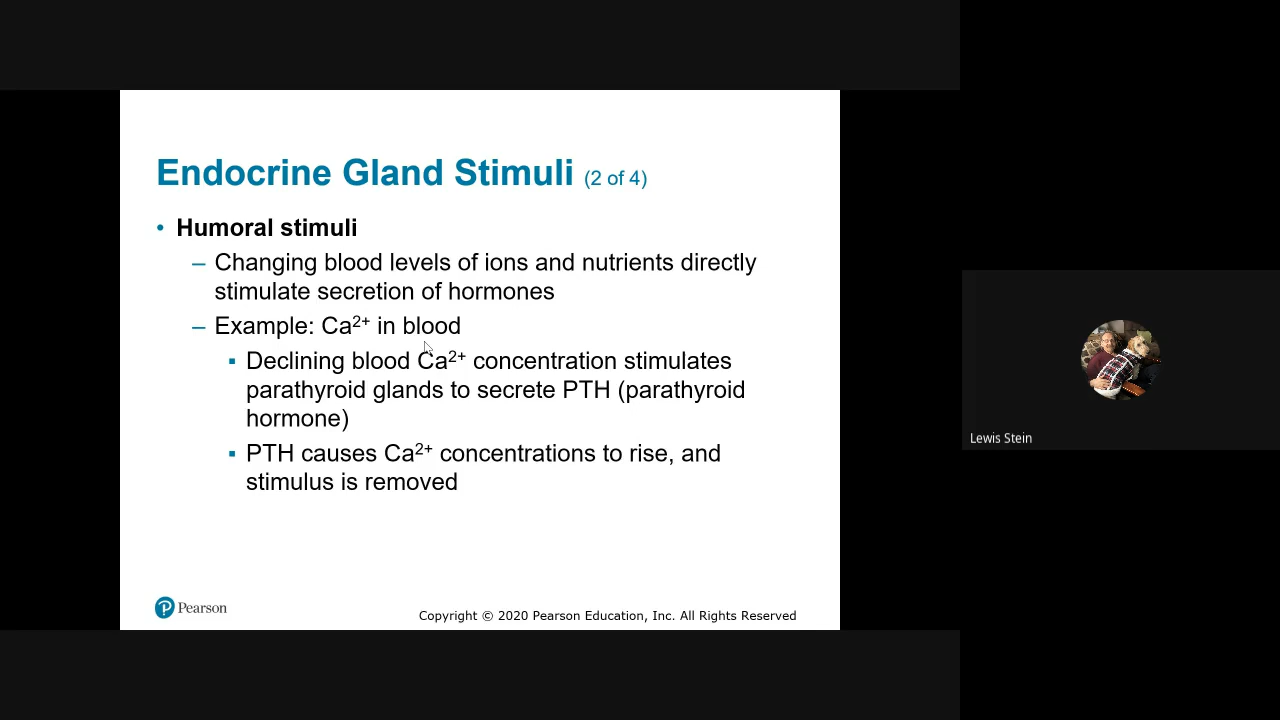 Endocrine Gland Stimuli (2 of 4)
• Humoral stimuli
– Changing blood levels of ions and nutrients directly
stimulate secretion of hormones
– Example: Ca²⁺ in blood
▪ Declining blood Ca²⁺ concentration stimulates
parathyroid glands to secrete PTH (parathyroid
hormone)
▪ PTH causes Ca²⁺ concentrations to rise, and
stimulus is removed
Pearson
Copyright © 2020 Pearson Education, Inc. All Rights Reserved
Lewis Stein